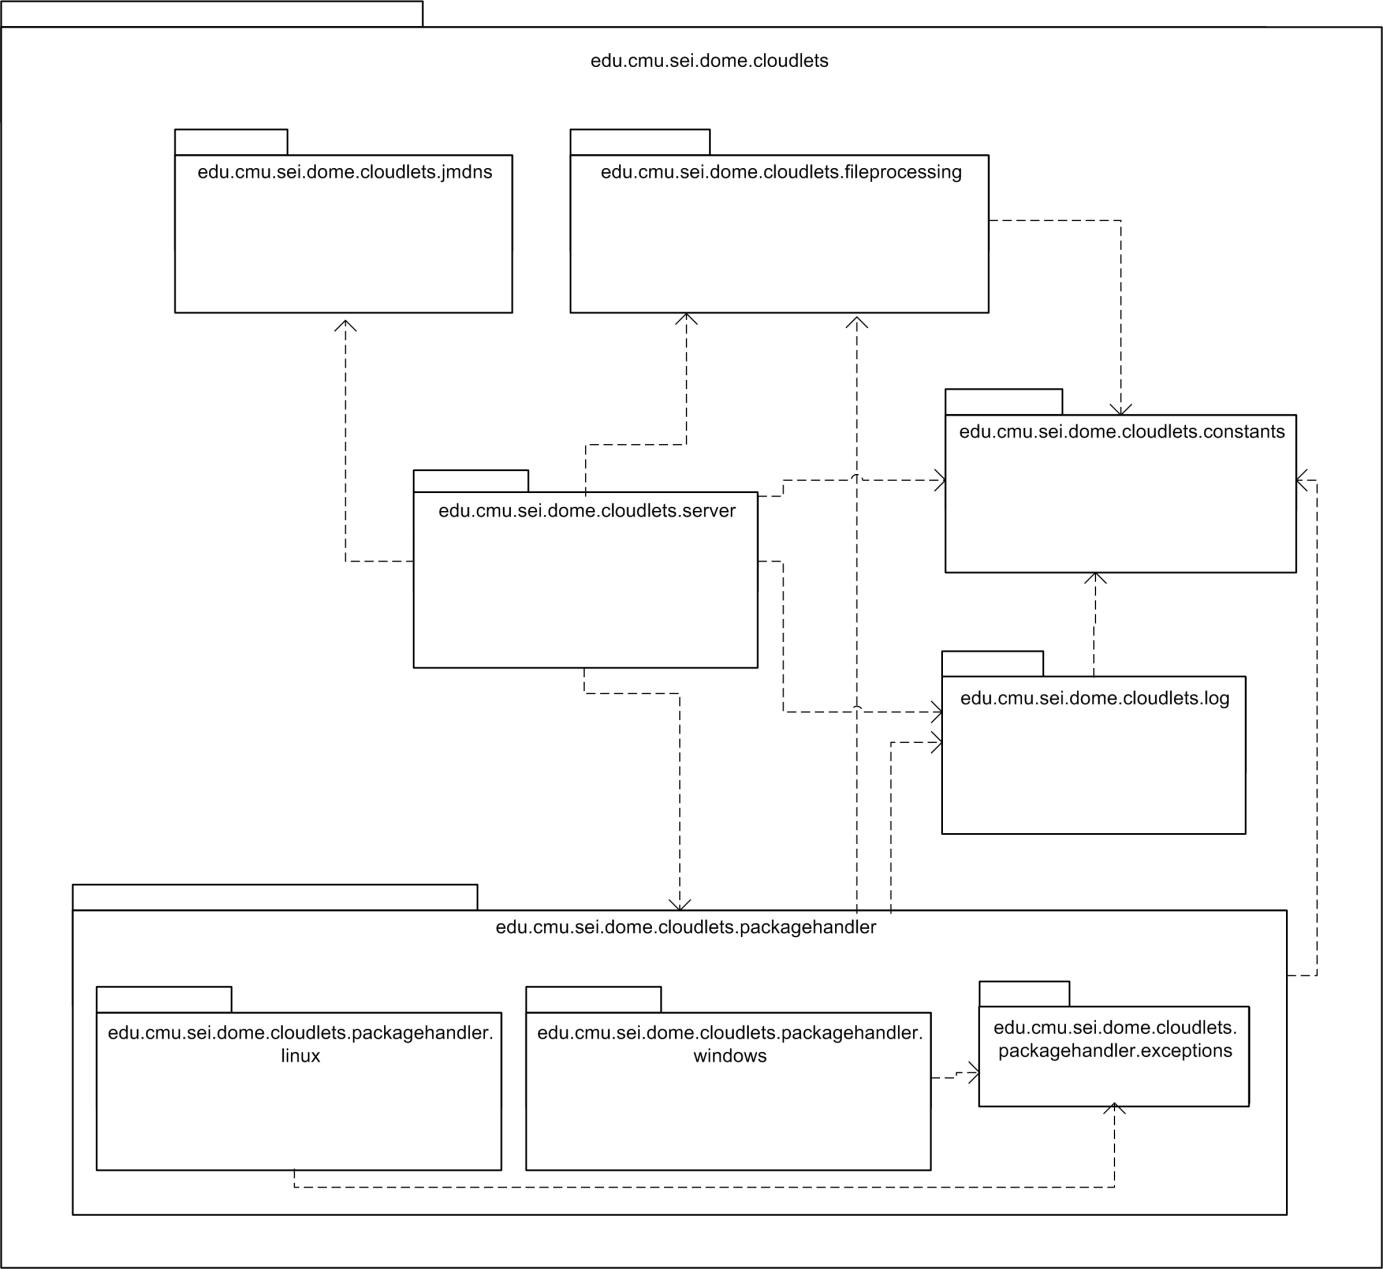 edu.cmu.sei.dome.cloudlets
edu.cmu.sei.dome.cloudlets.jmdns
edu.cmu.sei.dome.cloudlets.fileprocessing
edu.cmu.sei.dome.cloudlets.constants
edu.cmu.sei.dome.cloudlets.server
edu.cmu.sei.dome.cloudlets.log
edu.cmu.sei.dome.cloudlets.packagehandler
edu.cmu.sei.dome.cloudlets.packagehandler.
linux
edu.cmu.sei.dome.cloudlets.packagehandler.
windows
edu.cmu.sei.dome.cloudlets.
packagehandler.exceptions